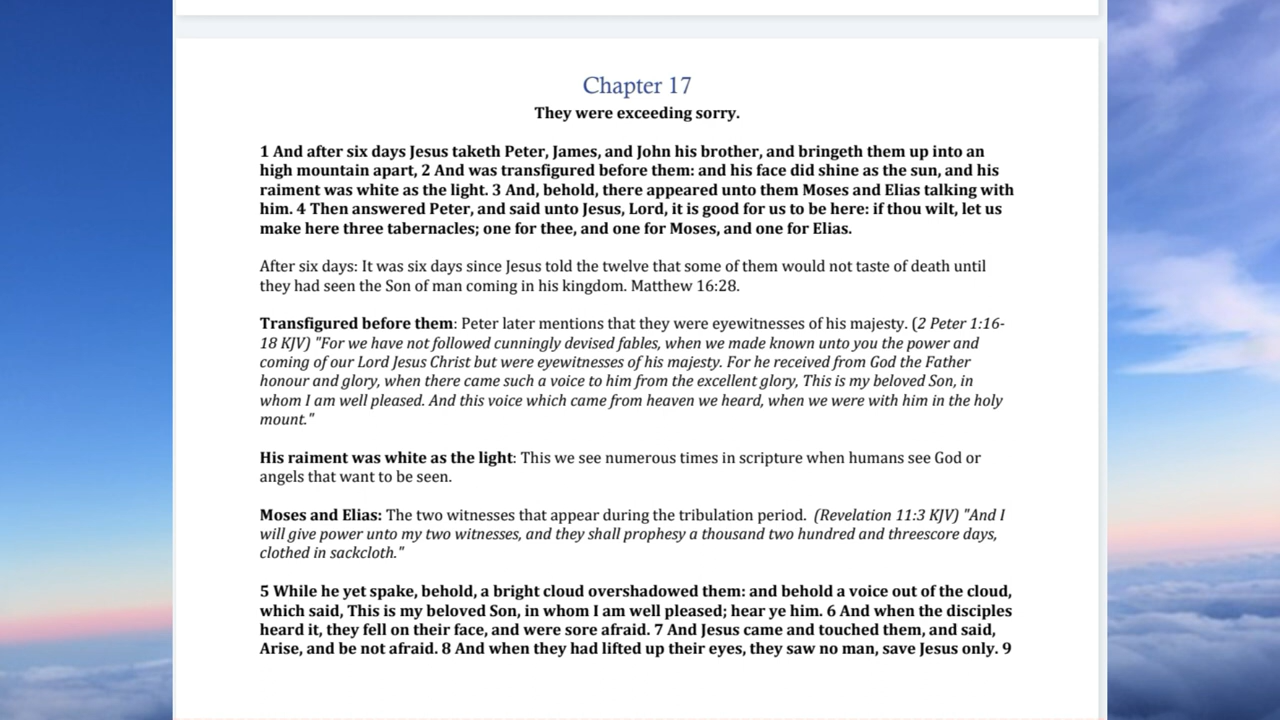 Chapter 17
They were exceeding sorry.
1 And after six days Jesus taketh Peter, James, and John his brother, and bringeth them up into an
high mountain apart, 2 And was transfigured before them: and his face did shine as the sun, and his
raiment was white as the light. 3 And, behold, there appeared unto them Moses and Elias talking with
him. 4 Then answered Peter, and said unto Jesus, Lord, it is good for us to be here: if thou wilt, let us
make here three tabernacles; one for thee, and one for Moses, and one for Elias.
After six days: It was six days since Jesus told the twelve that some of them would not taste of death until
they had seen the Son of man coming in his kingdom. Matthew 16:28.
Transfigured before them: Peter later mentions that they were eyewitnesses of his majesty. (2 Peter 1:16-
18 KJV) "For we have not followed cunningly devised fables, when we made known unto you the power and
coming of our Lord Jesus Christ but were eyewitnesses of his majesty. For he received from God the Father
honour and glory, when there came such a voice to him from the excellent glory, This is my beloved Son, in
whom I am well pleased. And this voice which came from heaven we heard, when we were with him in the holy
mount."
His raiment was white as the light: This we see numerous times in scripture when humans see God or
angels that want to be seen.
Moses and Elias: The two witnesses that appear during the tribulation period. (Revelation 11:3 KJV) "And I
will give power unto my two witnesses, and they shall prophesy a thousand two hundred and threescore days,
clothed in sackcloth."
5 While he yet spake, behold, a bright cloud overshadowed them: and behold a voice out of the cloud,
which said, This is my beloved Son, in whom I am well pleased; hear ye him. 6 And when the disciples
heard it, they fell on their face, and were sore afraid. 7 And Jesus came and touched them, and said,
Arise, and be not afraid. 8 And when they had lifted up their eyes, they saw no man, save Jesus only. 9